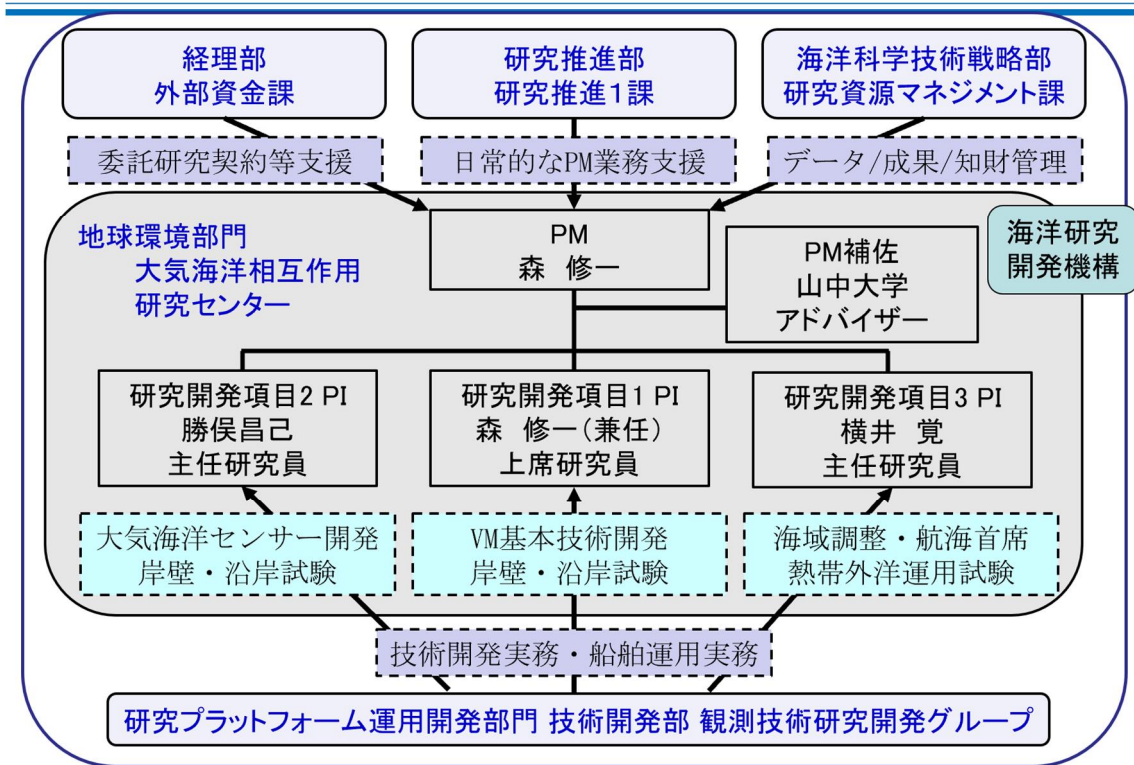 経理部
外部資金課
研究推進部
研究推進1課
海洋科学技術戦略部
研究資源マネジメント課
委託研究契約等支援
日常的なPM業務支援
データ/成果/知財管理
地球環境部門
大気海洋相互作用
研究センター
PM
森 修一
海洋研究
開発機構
PM補佐
山中大学
アドバイザー
研究開発項目2 PI
勝俣昌己
主任研究員
研究開発項目1 PI
森 修一(兼任)
上席研究員
研究開発項目3 PI
横井 覚
主任研究員
大気海洋センサー開発
岸壁・沿岸試験
VM基本技術開発
岸壁・沿岸試験
海域調整・航海首席
熱帯外洋運用試験
技術開発実務・船舶運用実務
研究プラットフォーム運用開発部門 技術開発部 観測技術研究開発グループ